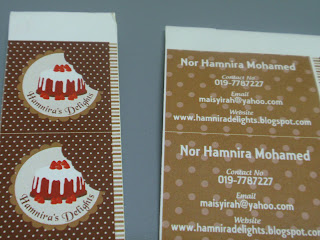 Hamnira's Delights
Hamnira's Delights
Nor Hamnira Mohamed
Contact No
019-7787227
Email
maisyirah@yahoo.com
Website
www.hamniradelights.blogspot.com
Nor Hamnira Mohamed
Contact No
019-7787227
Email
maisyirah@yahoo.com
Website
www.hamniradelights.blogspot.com